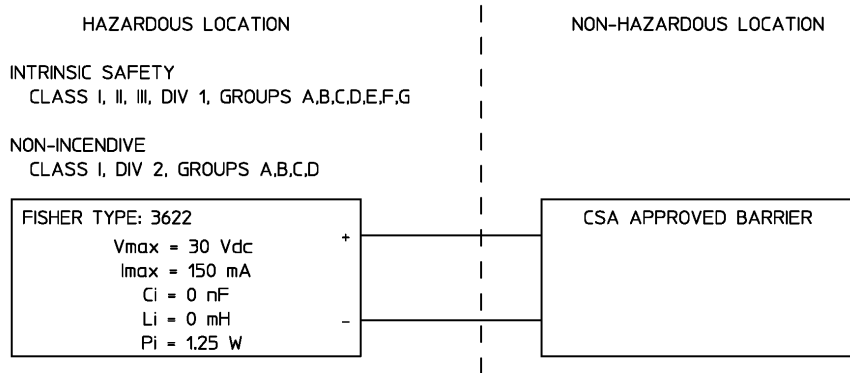 HAZARDOUS LOCATION
NON-HAZARDOUS LOCATION
INTRINSIC SAFETY
CLASS I, II, III, DIV 1, GROUPS A,B,C,D,E,F,G
NON-INCENDIVE
CLASS I, DIV 2, GROUPS A,B,C,D
FISHER TYPE: 3622
Vmax = 30 Vdc
Imax = 150 mA
Ci = 0 nF
Li = 0 mH
Pi = 1.25 W
+
-
CSA APPROVED BARRIER